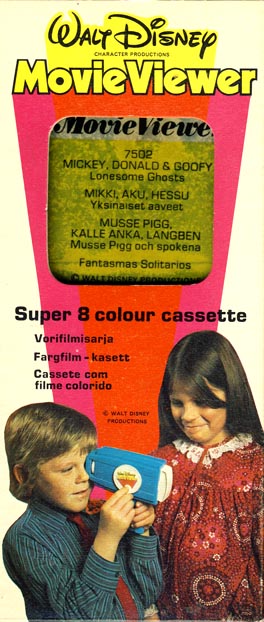 WALT DISNEY
CHARACTER PRODUCTIONS
MovieViewer
MovieViewe
7502
MICKEY, DONALD & GOOFY
Lonesome Ghosts
MIKKI, AKU, HESSU
Yksinaiset aaveet
MUSSE PIGG,
KALLE ANKA, LANGBEN
Musse Pigg och spokena
Fantasmas Solitarios
© WALT DISNEY PRODUCTIONS
Super 8 colour cassette
Vorifilmisarja
Fargfilm - kasett
Cassete com
filme colorido
© WALT DISNEY
PRODUCTIONS